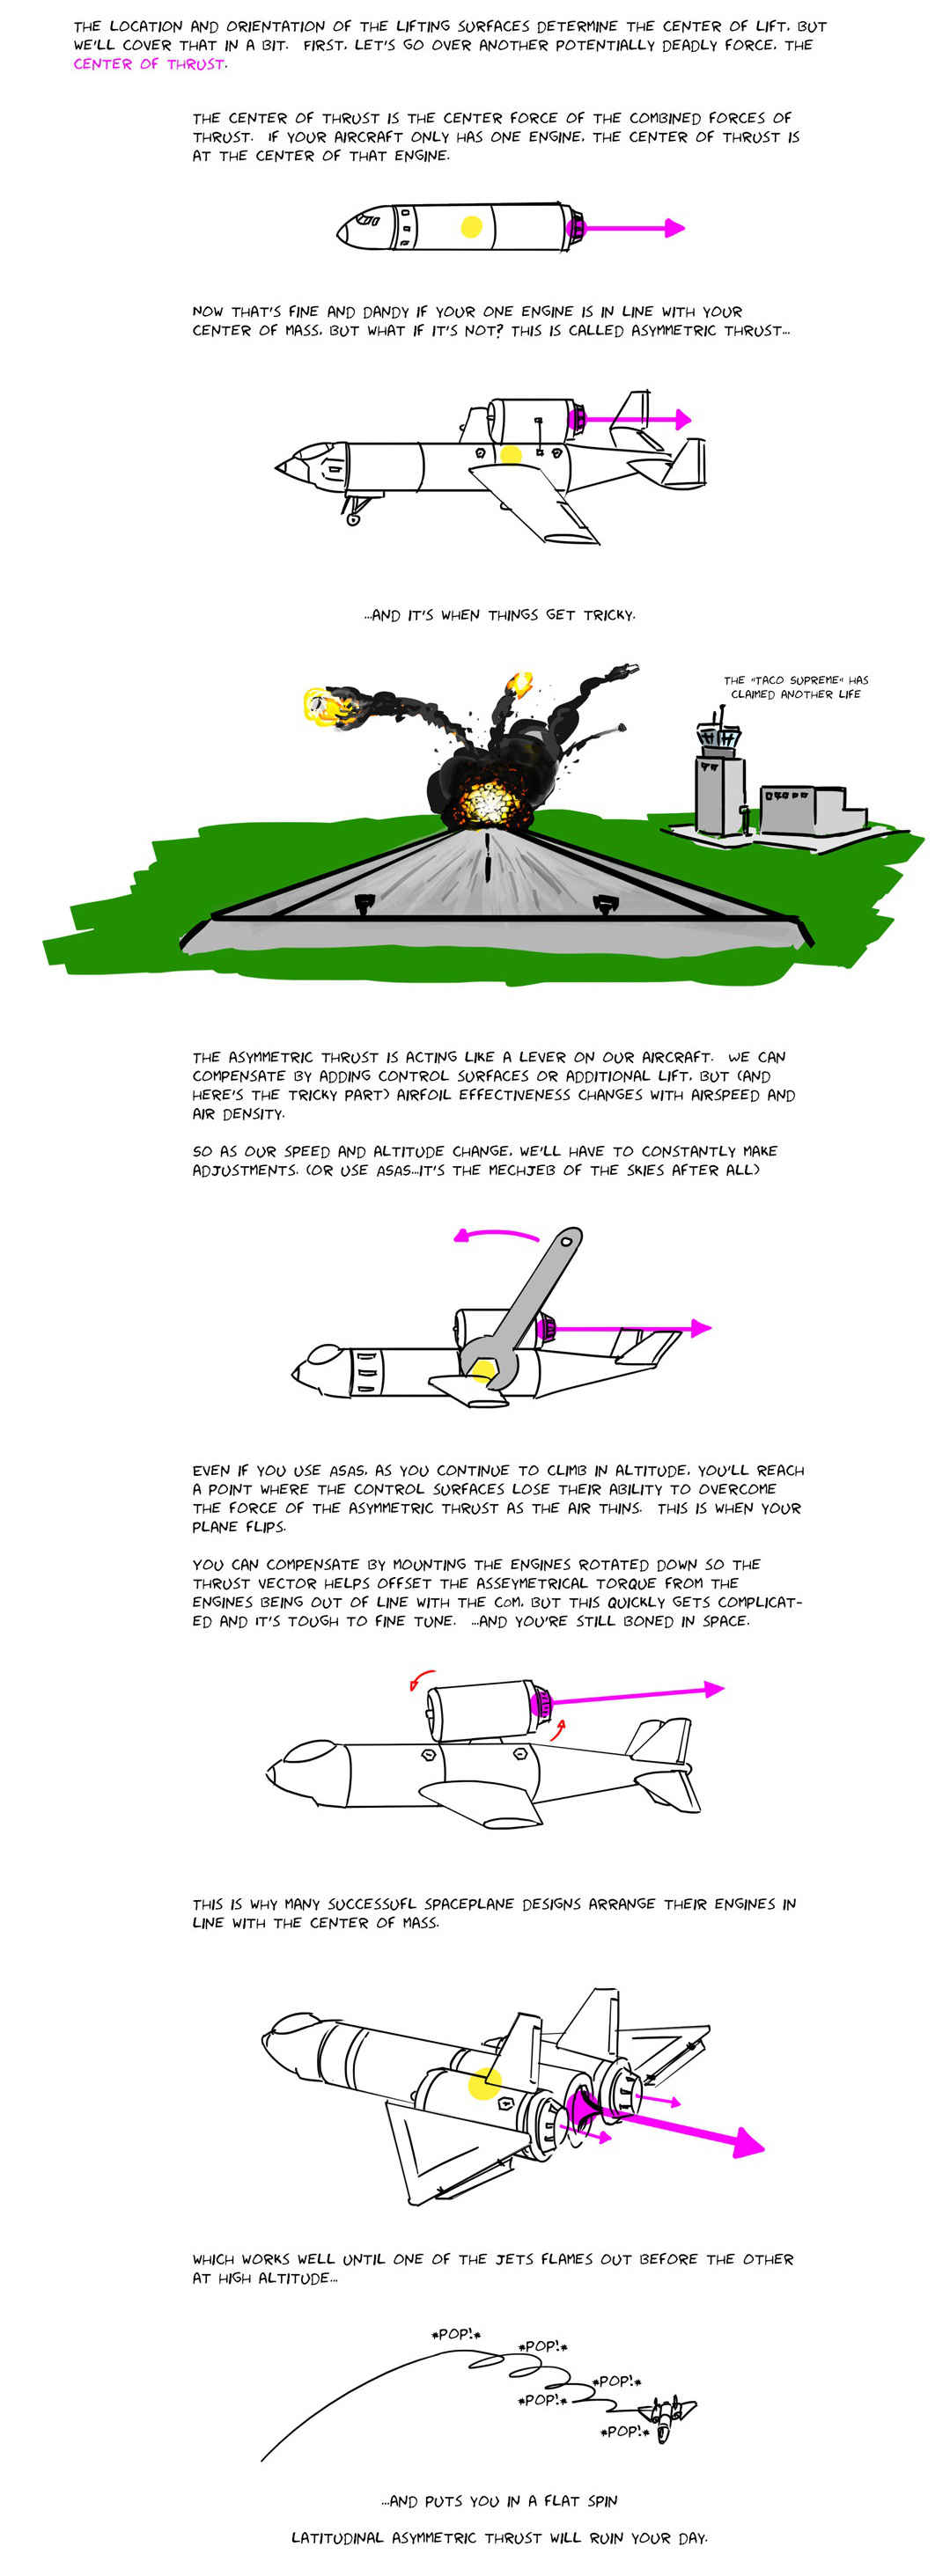 THE LOCATION AND ORIENTATION OF THE LIFTING SURFACES DETERMINE THE CENTER OF LIFT, BUT
WE'LL COVER THAT IN A BIT. FIRST, LET'S GO OVER ANOTHER POTENTIALLY DEADLY FORCE, THE
CENTER OF THRUST.
THE CENTER OF THRUST IS THE CENTER FORCE OF THE COMBINED FORCES OF
THRUST. IF YOUR AIRCRAFT ONLY HAS ONE ENGINE, THE CENTER OF THRUST IS
AT THE CENTER OF THAT ENGINE.
NOW THAT'S FINE AND DANDY IF YOUR ONE ENGINE IS IN LINE WITH YOUR
CENTER OF MASS, BUT WHAT IF IT'S NOT? THIS IS CALLED ASYMMETRIC THRUST...
...AND IT'S WHEN THINGS GET TRICKY.
THE "TACO SUPREME" HAS
CLAIMED ANOTHER LIFE
THE ASYMMETRIC THRUST IS ACTING LIKE A LEVER ON OUR AIRCRAFT. WE CAN
COMPENSATE BY ADDING CONTROL SURFACES OR ADDITIONAL LIFT, BUT (AND
HERE'S THE TRICKY PART) AIRFOIL EFFECTIVENESS CHANGES WITH AIRSPEED AND
AIR DENSITY.
SO AS OUR SPEED AND ALTITUDE CHANGE, WE'LL HAVE TO CONSTANTLY MAKE
ADJUSTMENTS. (OR USE ASAS...IT'S THE MECHJEB OF THE SKIES AFTER ALL)
EVEN IF YOU USE ASAS, AS YOU CONTINUE TO CLIMB IN ALTITUDE, YOU'LL REACH
A POINT WHERE THE CONTROL SURFACES LOSE THEIR ABILITY TO OVERCOME
THE FORCE OF THE ASYMMETRIC THRUST AS THE AIR THINS. THIS IS WHEN YOUR
PLANE FLIPS.
YOU CAN COMPENSATE BY MOUNTING THE ENGINES ROTATED DOWN SO THE
THRUST VECTOR HELPS OFFSET THE ASSEYMETRICAL TORQUE FROM THE
ENGINES BEING OUT OF LINE WITH THE COM, BUT THIS QUICKLY GETS COMPLICAT-
ED AND IT'S TOUGH TO FINE TUNE. ...AND YOU'RE STILL BONED IN SPACE.
THIS IS WHY MANY SUCCESSUFL SPACEPLANE DESIGNS ARRANGE THEIR ENGINES IN
LINE WITH THE CENTER OF MASS.
WHICH WORKS WELL UNTIL ONE OF THE JETS FLAMES OUT BEFORE THE OTHER
AT HIGH ALTITUDE...
*POP!*
*POP!*
*POP!*
*POP!*
*POP!*
...AND PUTS YOU IN A FLAT SPIN
LATITUDINAL ASYMMETRIC THRUST WILL RUIN YOUR DAY.